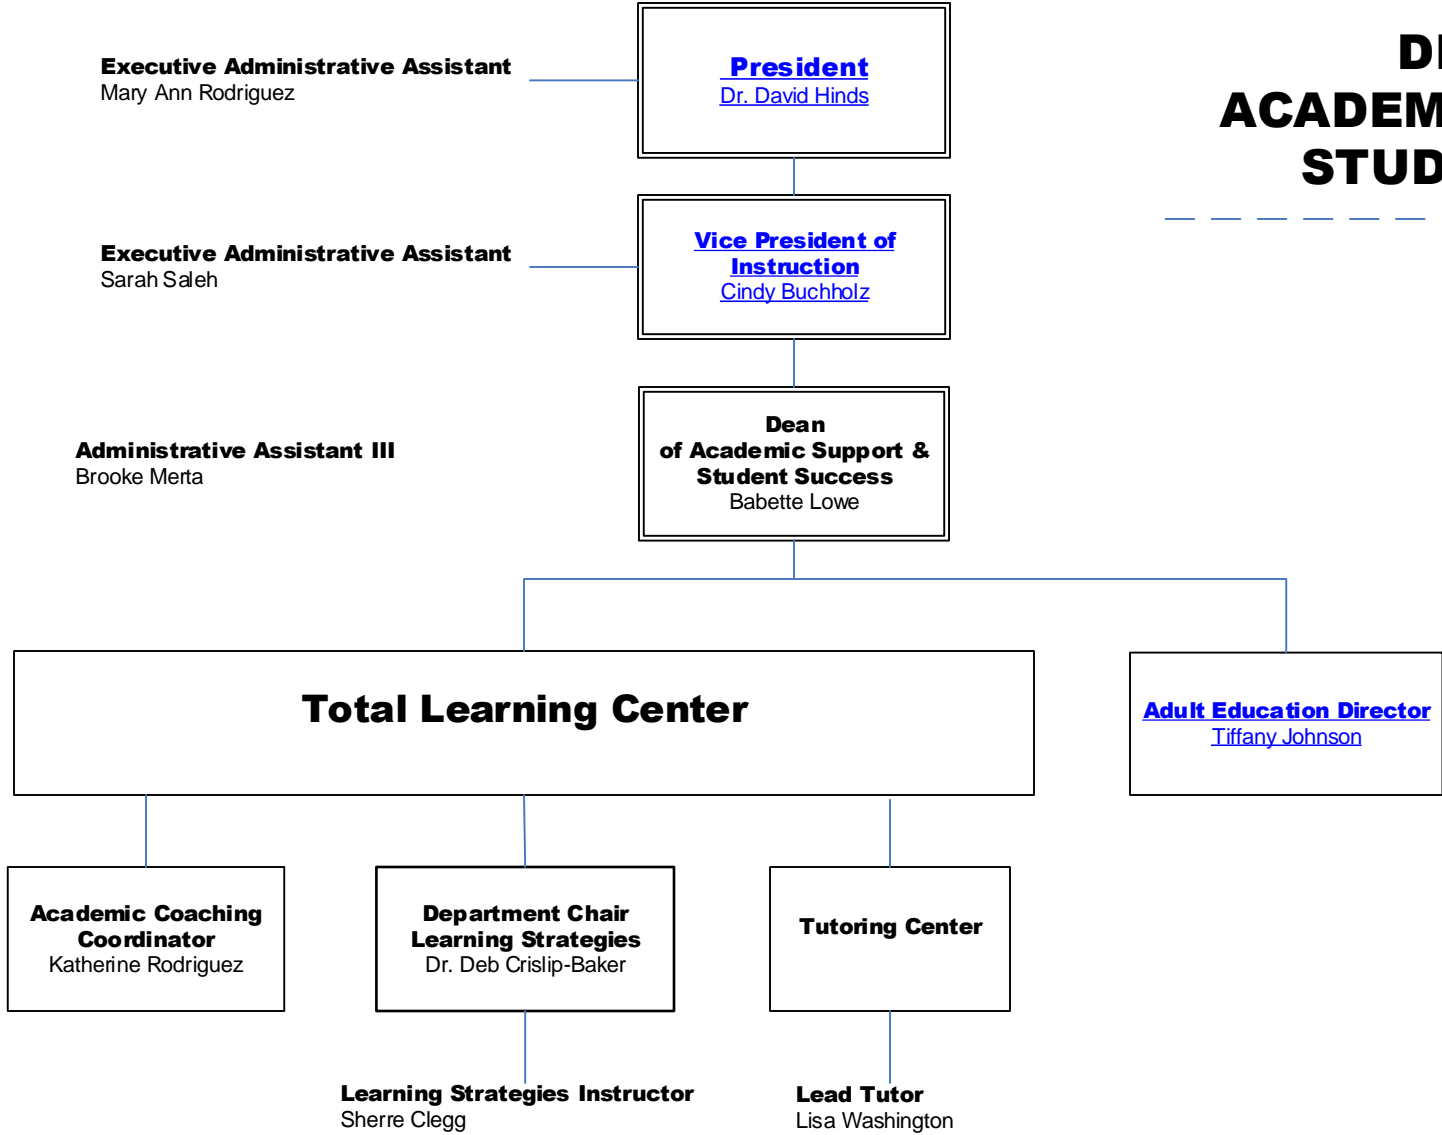 Executive Administrative Assistant
Mary Ann Rodriguez
President
Dr. David Hinds
STUD
Executive Administrative Assistant
Sarah Saleh
Vice President of
Instruction
Cindy Buchholz
Administrative Assistant III
Brooke Merta
Dean
of Academic Support &
Student Success
Babette Lowe
Total Learning Center
Adult Education Director
Tiffany Johnson
Academic Coaching
Coordinator
Katherine Rodriguez
Department Chair
Learning Strategies
Dr. Deb Crislip-Baker
Tutoring Center
Learning Strategies Instructor
Sherre Clegg
Lead Tutor
Lisa Washington